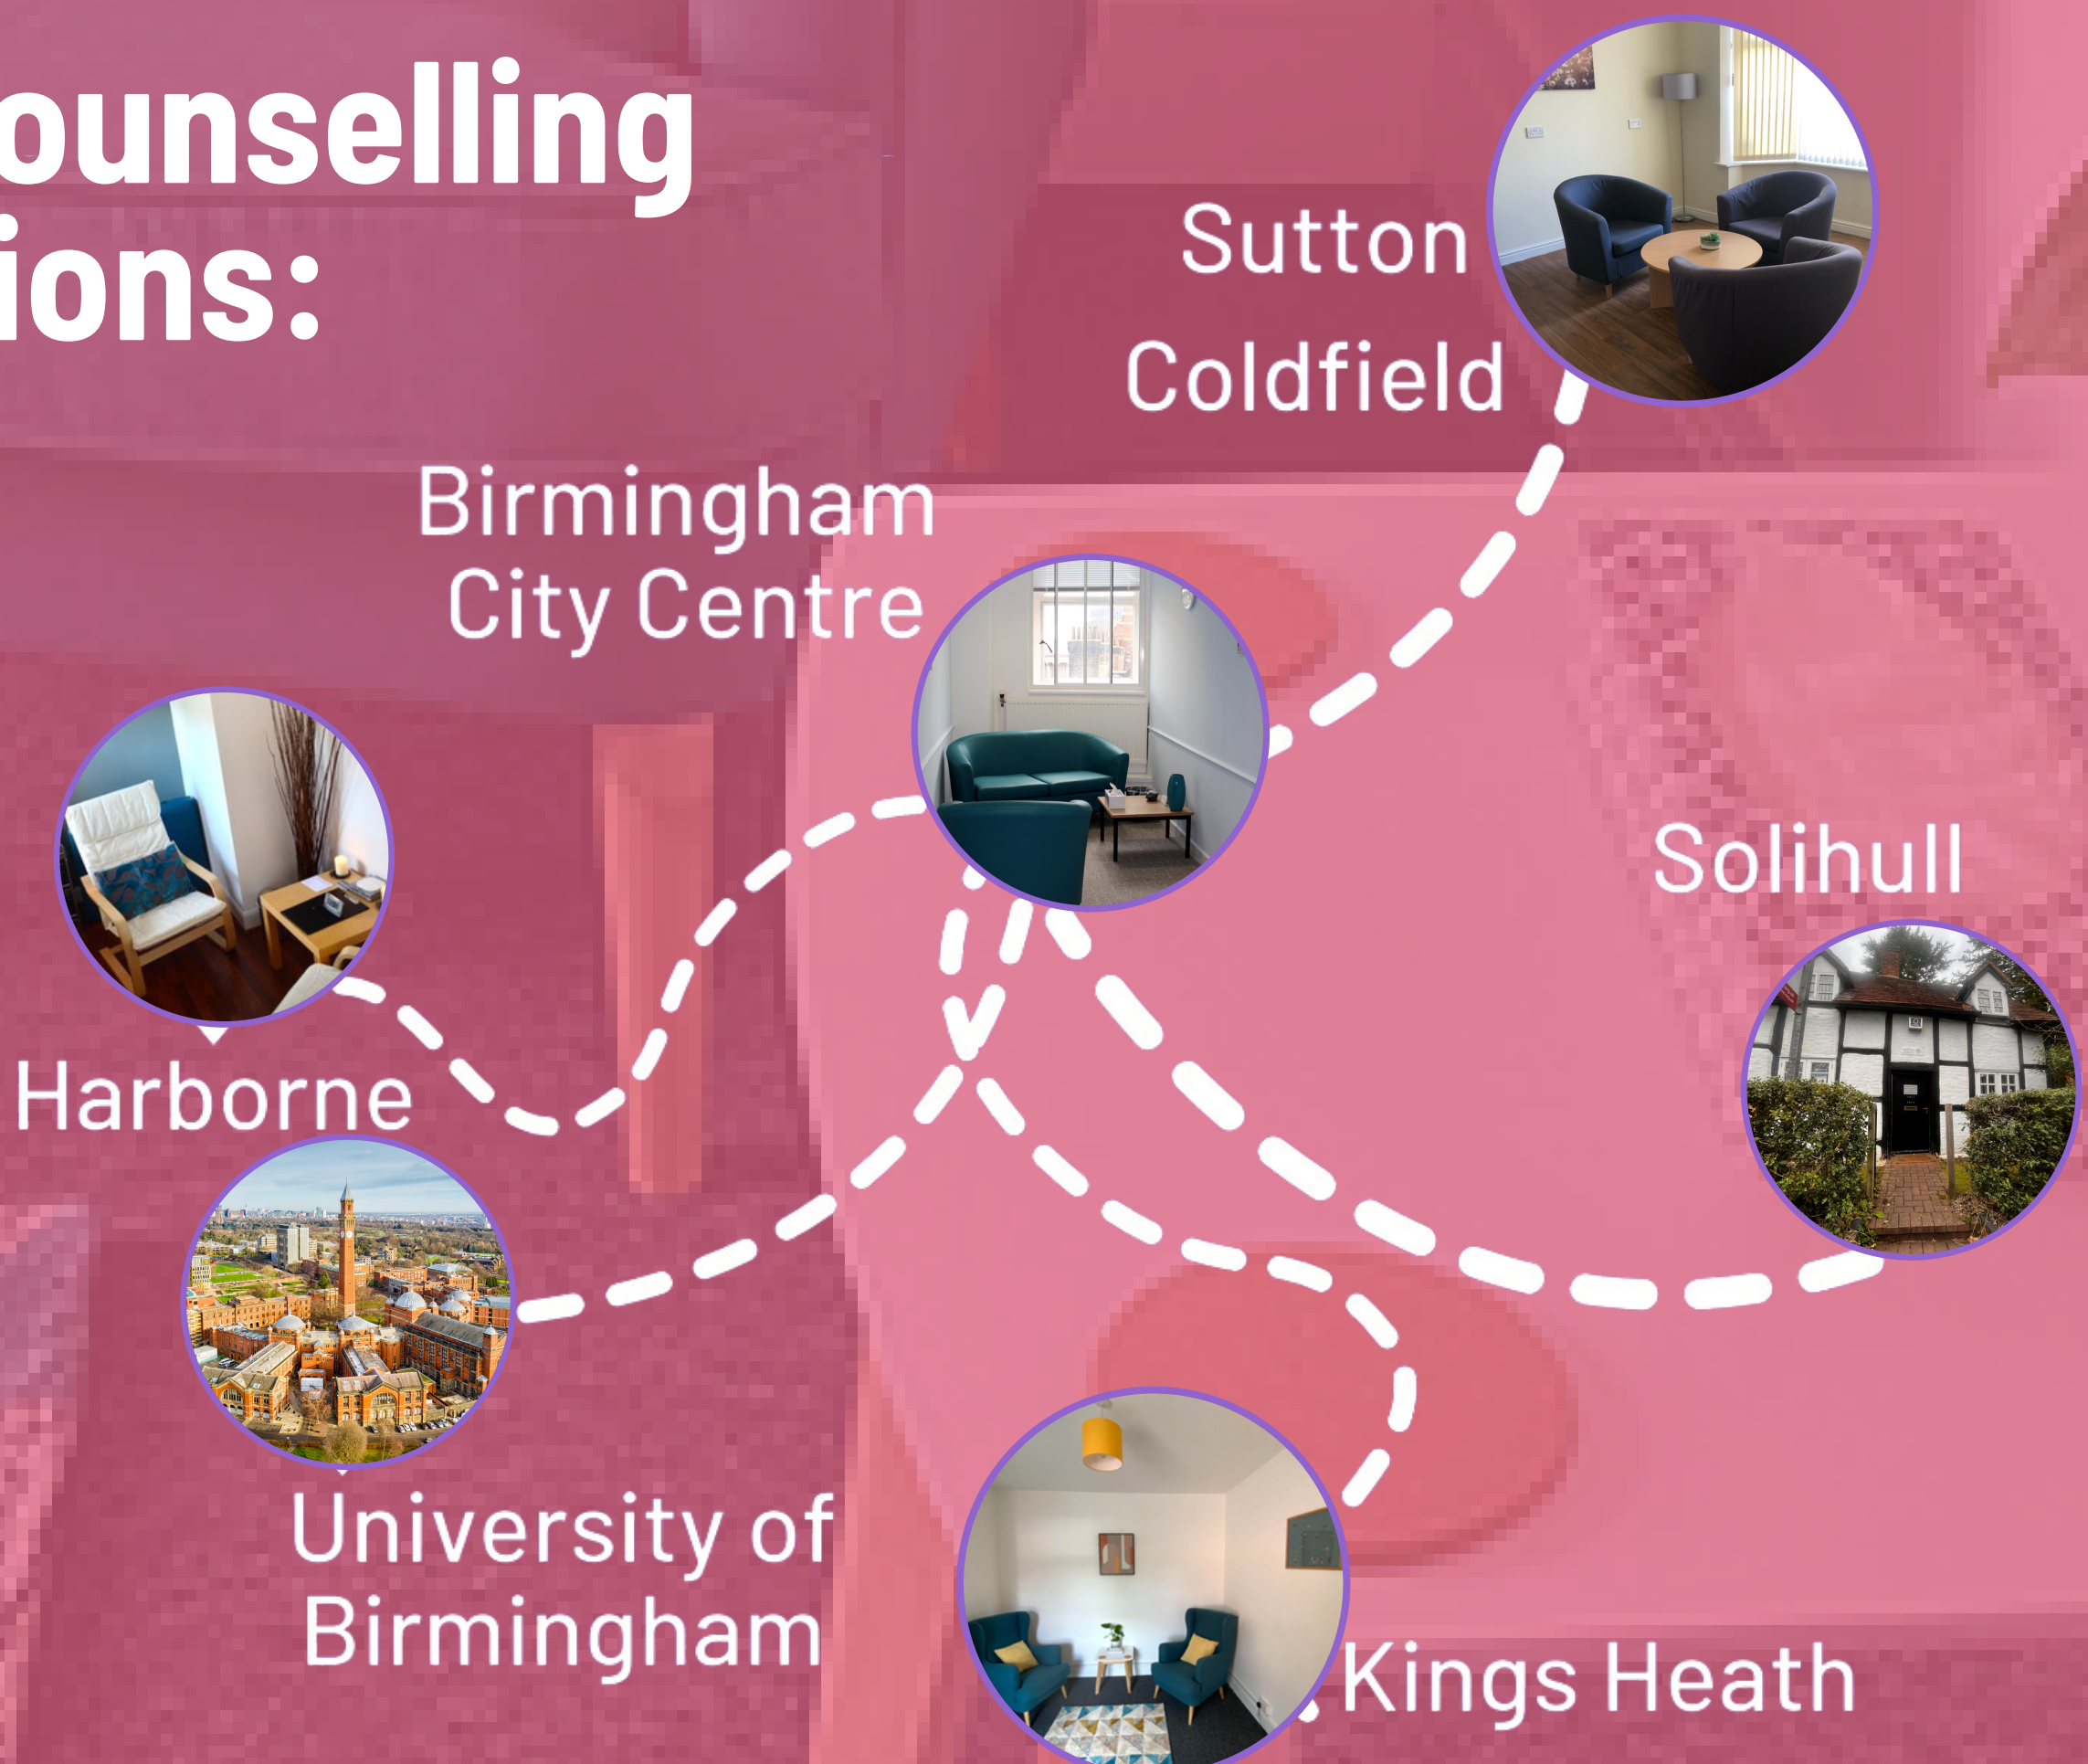 ounselling
ions:
Sutton
Coldfield
Birmingham
City Centre
Solihull
Harborne
University of
Birmingham
Kings Heath